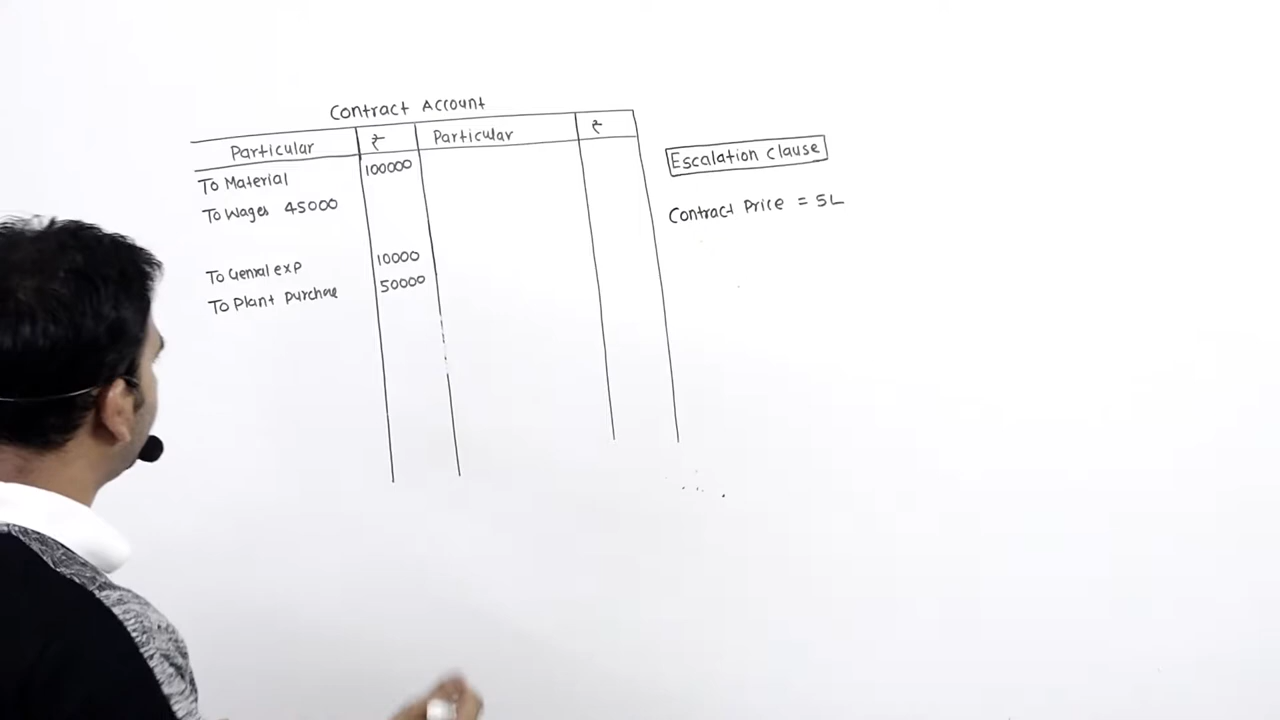 Contract Account
Particular ₹ Particular ₹
To Material 100000
To Wages 45000
To Genral exp 10000
To Plant Purchase 50000
Escalation Clause
Contract Price = 5L